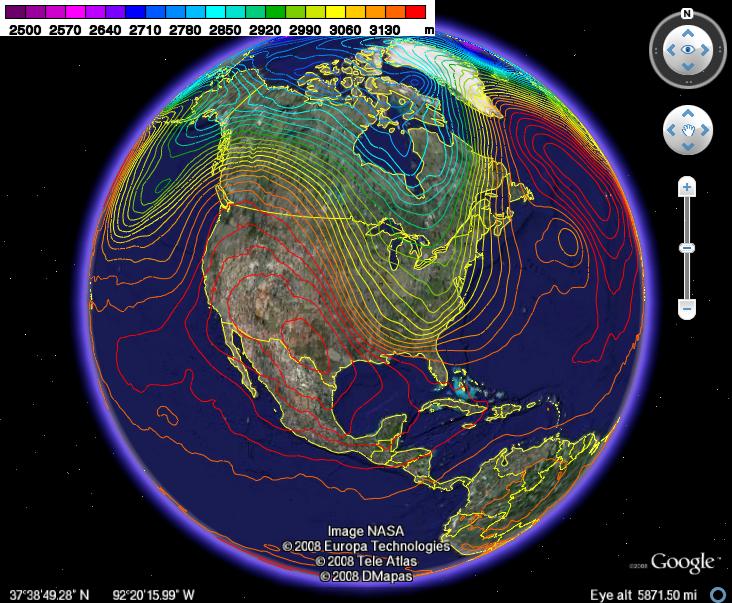 2500 2570 2640 2710 2780 2850 2920 2990 3060 3130 m
N
Image NASA
©2008 Europa Technologies
©2008 Tele Atlas
©2008 DMapas
©2008 Google™
37°38'49.28" N 92°20'15.99" W Eye alt 5871.50 mi